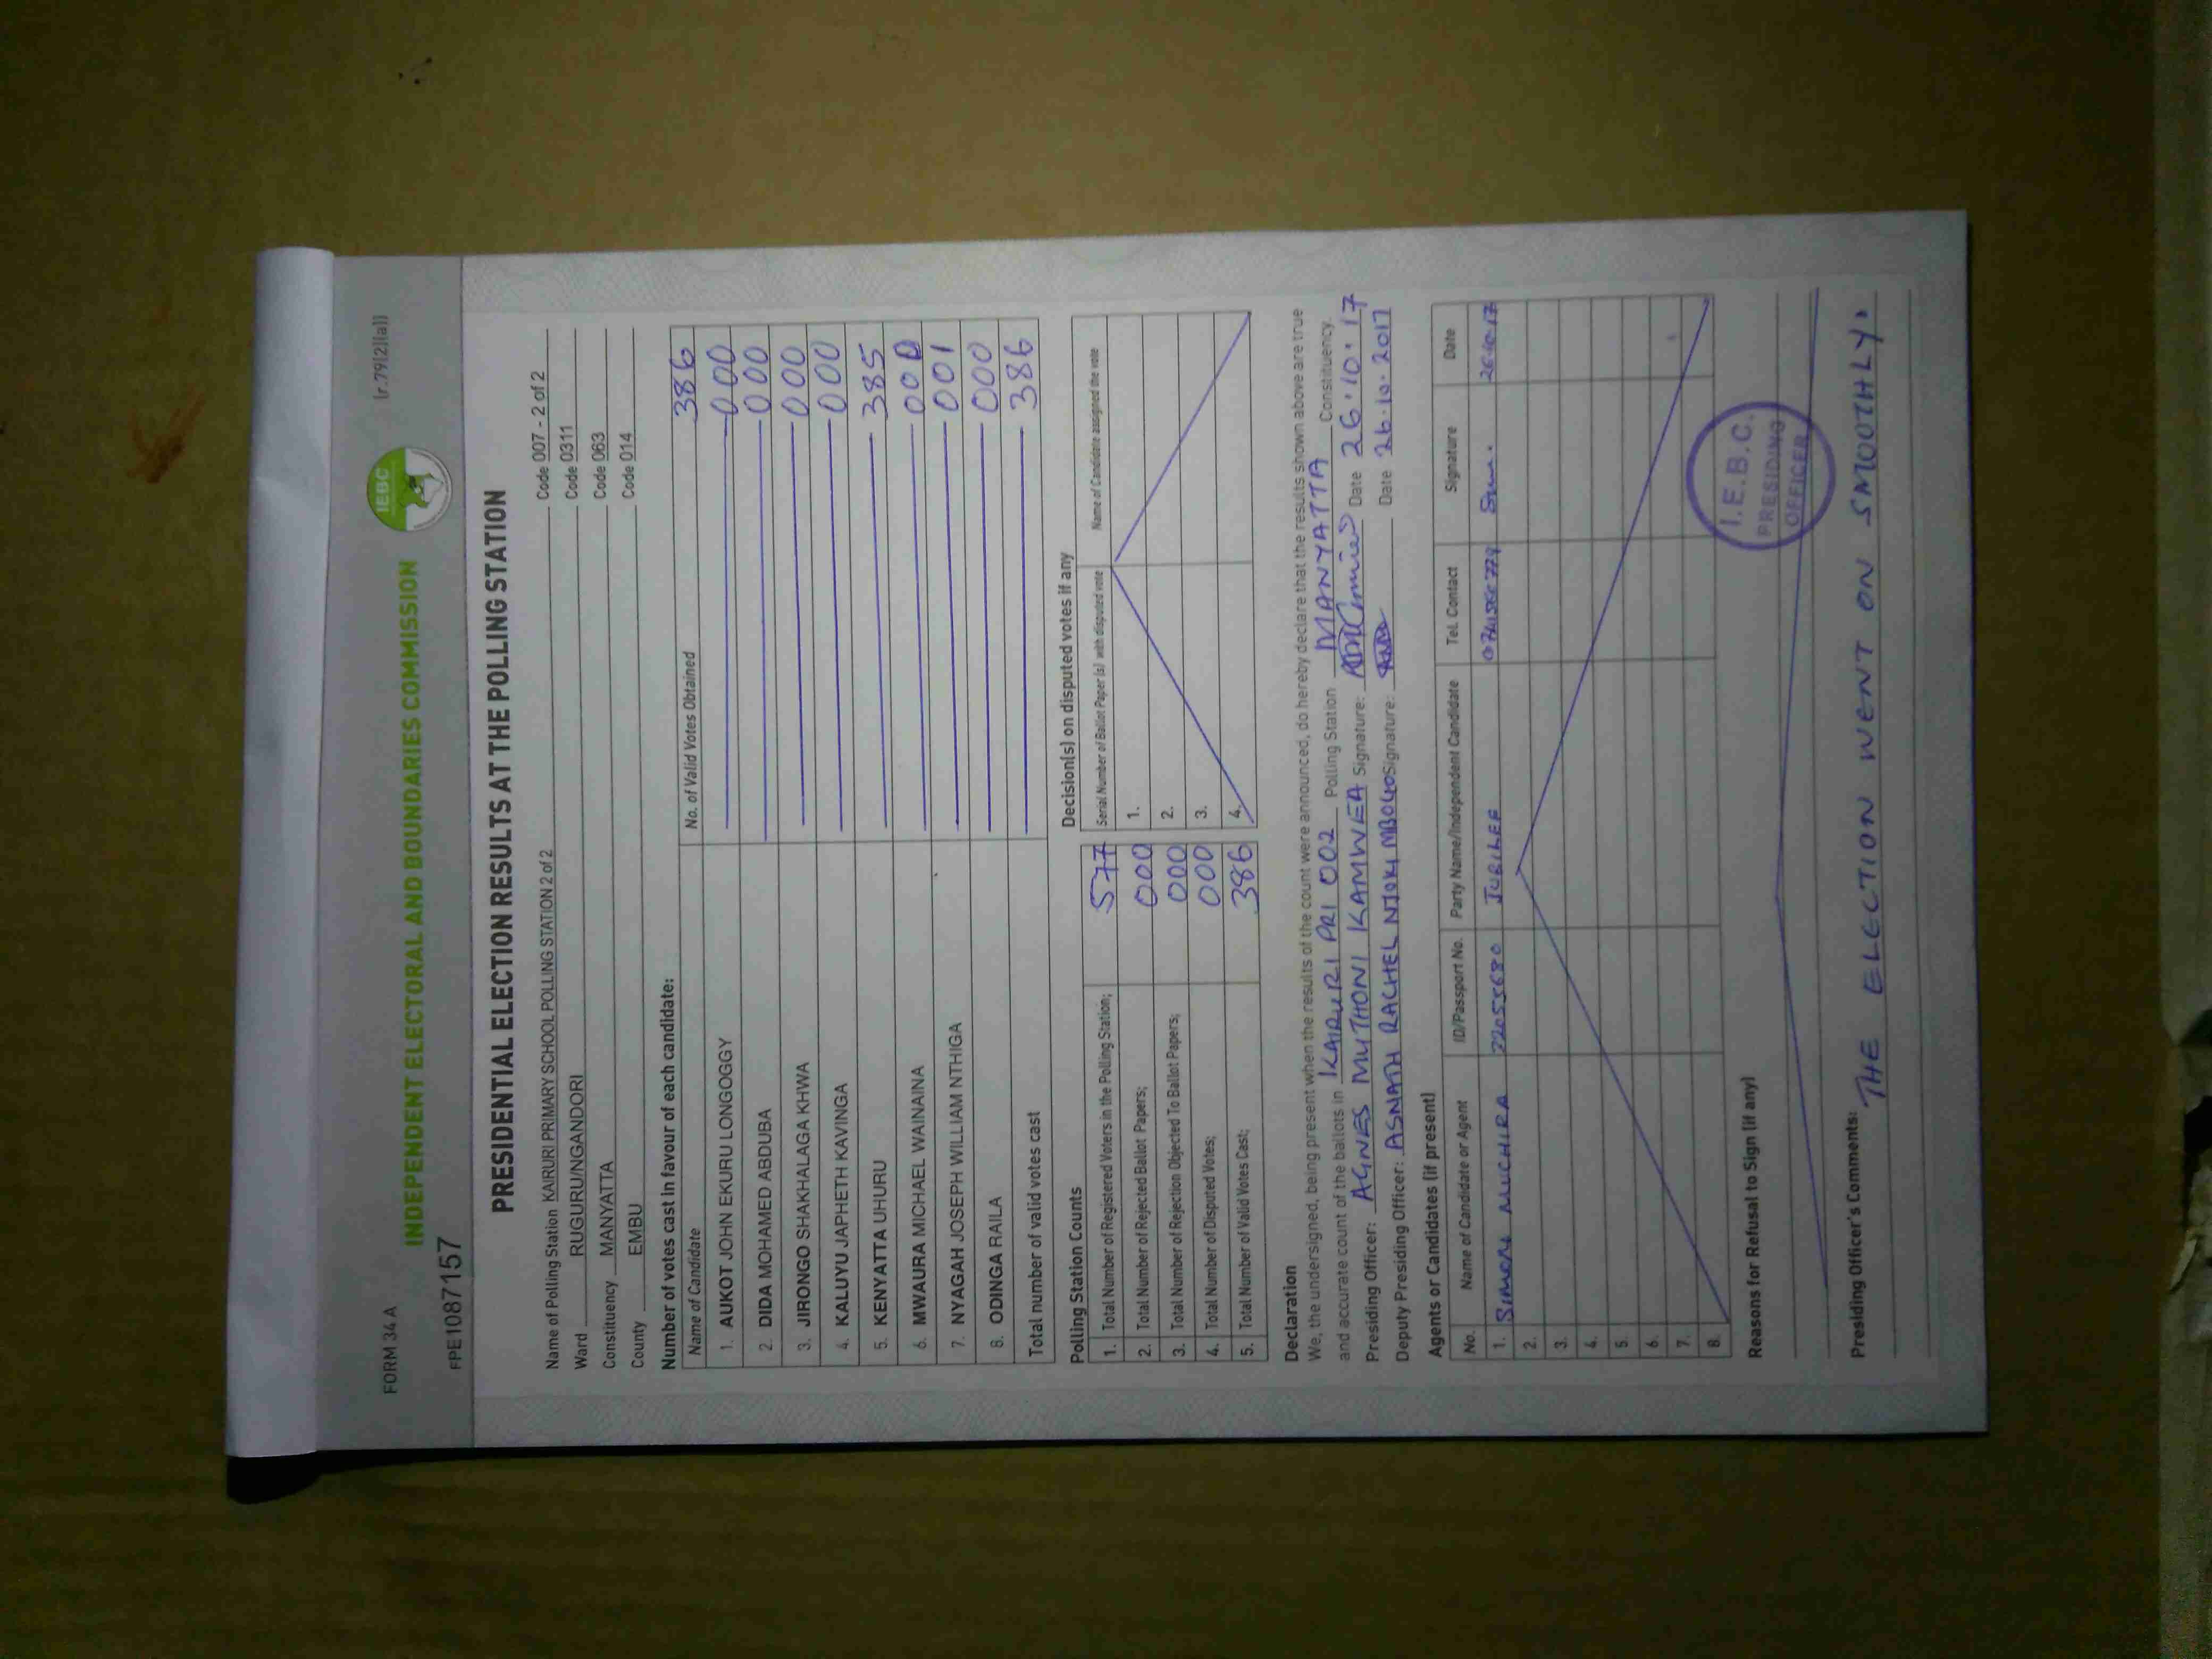 FORM 34 A
INDEPENDENT ELECTORAL AND BOUNDARIES COMMISSION
IEBC
(r.79(2)(a))
FPE1087157
PRESIDENTIAL ELECTION RESULTS AT THE POLLING STATION
Name of Polling Station KAIRURI PRIMARY SCHOOL POLLING STATION 2 of 2 Code 007 - 2 of 2
Ward RUGURU/NGANDORI Code 0311
Constituency MANYATTA Code 063
County EMBU Code 014
Number of votes cast in favour of each candidate:
Name of Candidate No. of Valid Votes Obtained 386
1. AUKOT JOHN EKURU LONGOGGY 000
2. DIDA MOHAMED ABDUBA 000
3. JIRONGO SHAKHALAGA KHWA 000
4. KALUYU JAPHETH KAVINGA 000
5. KENYATTA UHURU 385
6. MWAURA MICHAEL WAINAINA 000
7. NYAGAH JOSEPH WILLIAM NTHIGA 001
8. ODINGA RAILA 000
Total number of valid votes cast 386
Polling Station Counts
1. Total Number of Registered Voters in the Polling Station; 577
2. Total Number of Rejected Ballot Papers; 000
3. Total Number of Rejection Objected To Ballot Papers; 000
4. Total Number of Disputed Votes; 000
5. Total Number of Valid Votes Cast; 386
Decision(s) on disputed votes if any
Serial Number of Ballot Paper (s) with disputed vote Name of Candidate assigned the vote
1.
2.
3.
4.
Declaration
We, the undersigned, being present when the results of the count were announced, do hereby declare that the results shown above are true
and accurate count of the ballots in KAIRURI PRI 002 Polling Station MANYATTA Constituency.
Presiding Officer: AGNES MUTHONI KAMWEA Signature: Date 26.10.17
Deputy Presiding Officer: ASNATH RACHEL NJOKI MBOGO Signature: Date 26.10.2017
Agents or Candidates (if present)
No. Name of Candidate or Agent ID/Passport No. Party Name/Independent Candidate Tel. Contact Signature Date
1. MUCHIRA 22055680 JUBILEE 26.10.17
2.
3.
4.
5.
6.
7.
8.
I.E.B.C.
PRESIDING
OFFICER
Reasons for Refusal to Sign (if any)
Presiding Officer's Comments:
THE ELECTION WENT ON SMOOTHLY.